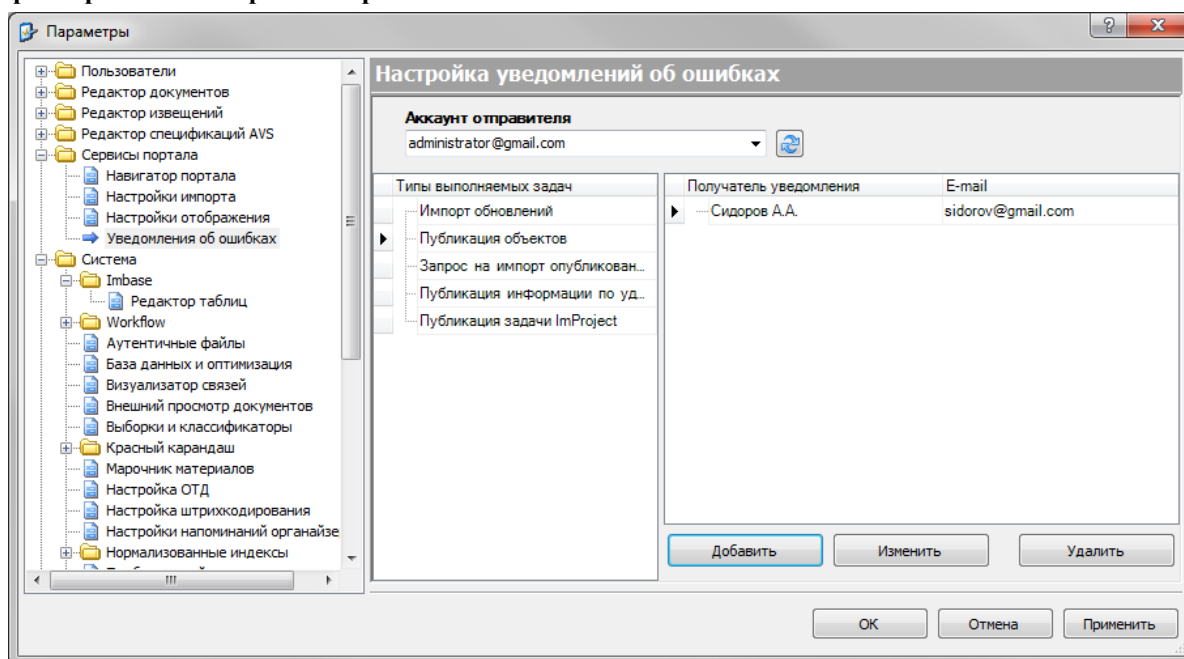 Параметры
Пользователи
Редактор документов
Редактор извещений
Редактор спецификаций AVS
Сервисы портала
Навигатор портала
Настройки импорта
Настройки отображения
Уведомления об ошибках
Система
Imbase
Редактор таблиц
Workflow
Аутентичные файлы
База данных и оптимизация
Визуализатор связей
Внешний просмотр документов
Выборки и классификаторы
Красный карандаш
Марочник материалов
Настройка ОТД
Настройка штрихкодирования
Настройки напоминаний органайзе
Нормализованные индексы
Настройка уведомлений об ошибках
Аккаунт отправителя
administrator@gmail.com
Типы выполняемых задач
Импорт обновлений
Публикация объектов
Запрос на импорт опубликован...
Публикация информации по уд...
Публикация задачи ImProject
Получатель уведомления E-mail
Сидоров А.А. sidorov@gmail.com
Добавить Изменить Удалить
ОК Отмена Применить